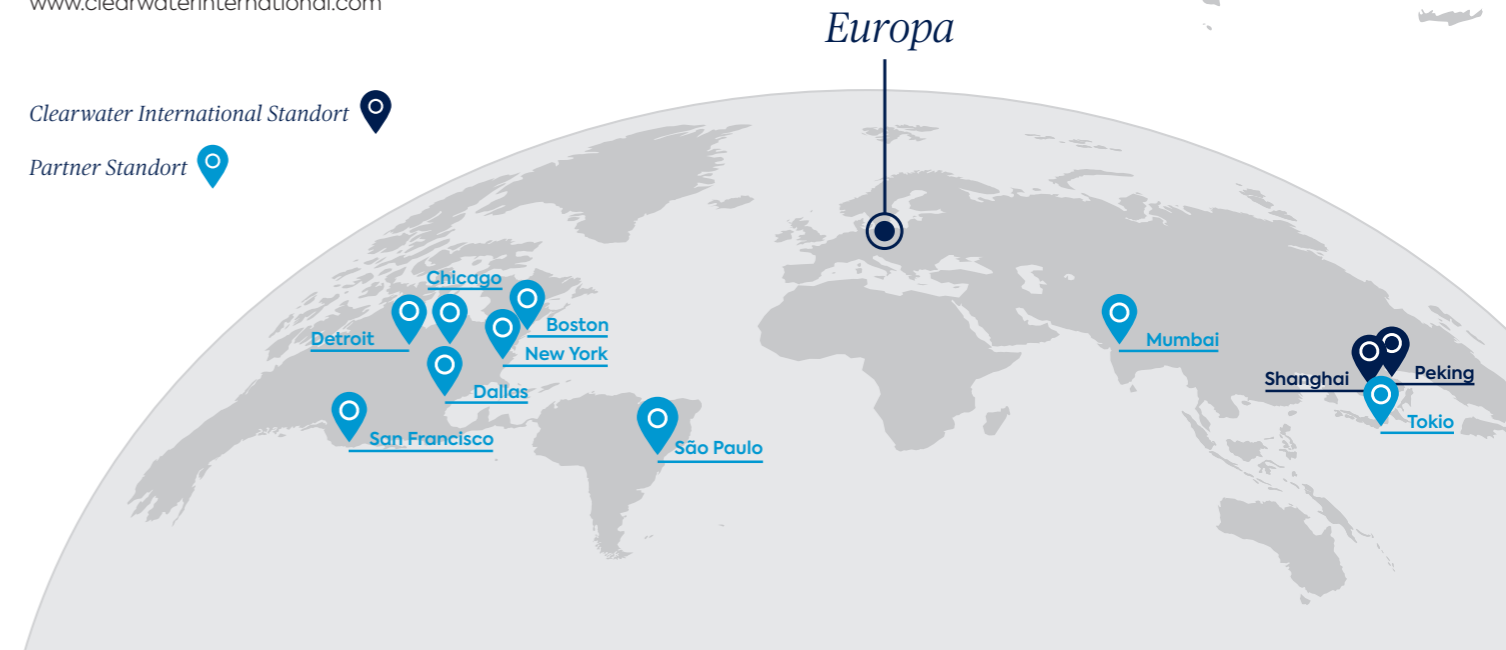 www.clearwaterinternational.com
Europa
Clearwater International Standort
Partner Standort
Chicago
Boston
Detroit
New York
Mumbai
Shanghai
Peking
Dallas
Tokio
San Francisco
São Paulo